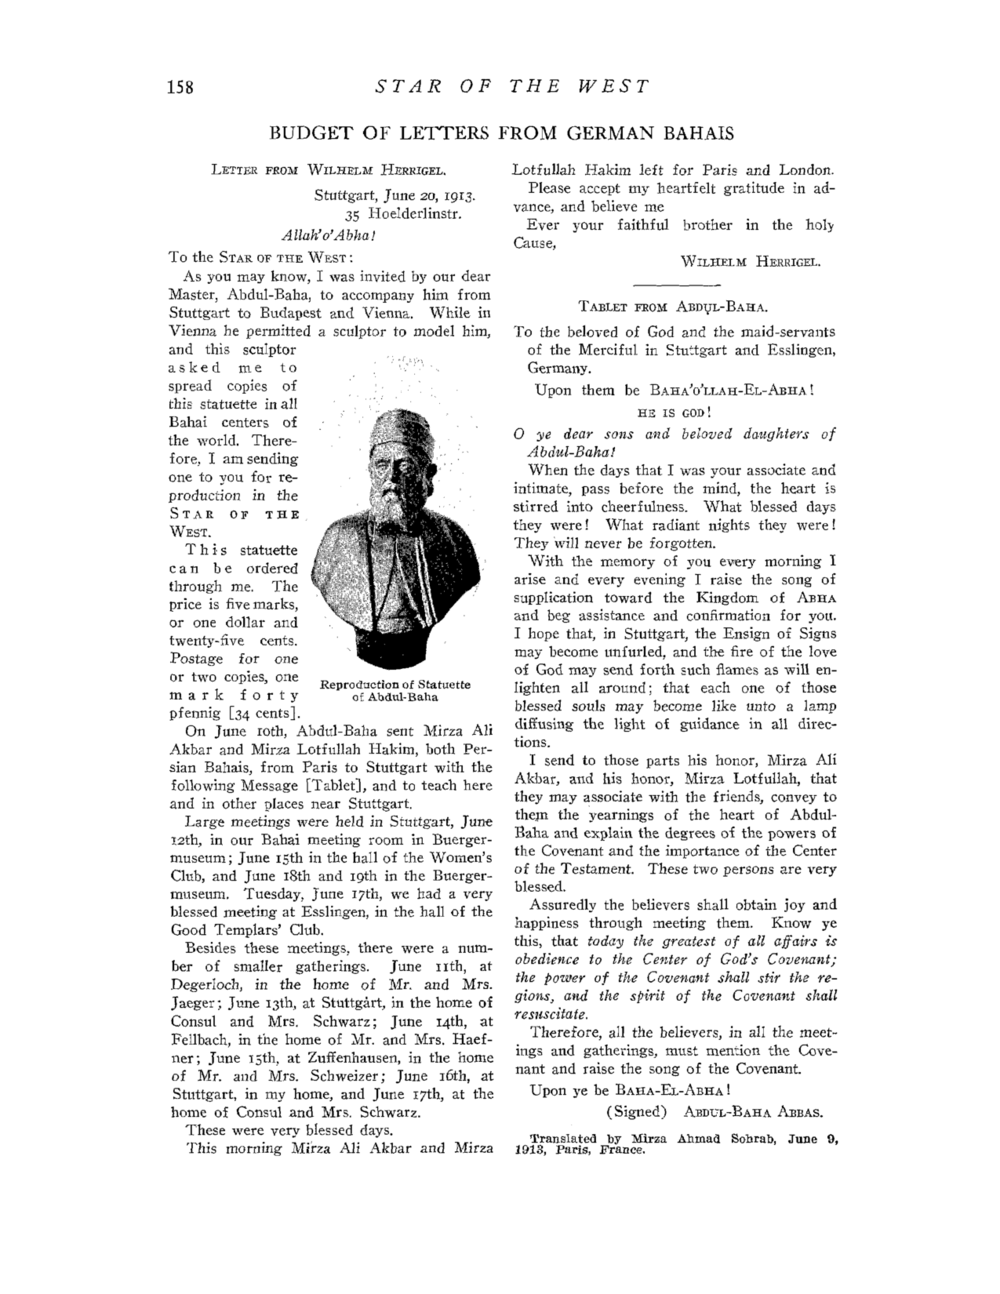 158
STAR OF THE WEST
BUDGET OF LETTERS FROM GERMAN BAHAIS
LETTER FROM WILHELM HERRIGEL.
Stuttgart, June 20, 1913.
35 Hoelderlinstr.
Allah'o'Abha!
To the STAR OF THE WEST:
As you may know, I was invited by our dear
Master, Abdul-Baha, to accompany him from
Stuttgart to Budapest and Vienna. While in
Vienna he permitted a sculptor to model him,
and this sculptor
asked me to
spread copies of
this statuette in all
Bahai centers of
the world. There-
fore, I am sending
one to you for re-
production in the
STAR OF THE
WEST.
This statuette
can be ordered
through me. The
price is five marks,
or one dollar and
twenty-five cents.
Postage for one
or two copies, one
mark forty
pfennig [34 cents].
Reproduction of Statuette
of Abdul-Baha
On June 10th, Abdul-Baha sent Mirza Ali
Akbar and Mirza Lotfullah Hakim, both Per-
sian Bahais, from Paris to Stuttgart with the
following Message [Tablet], and to teach here
and in other places near Stuttgart.
Large meetings were held in Stuttgart, June
12th, in our Bahai meeting room in Buerger-
museum; June 15th in the hall of the Women's
Club, and June 18th and 19th in the Buerger-
museum. Tuesday, June 17th, we had a very
blessed meeting at Esslingen, in the hall of the
Good Templars' Club.
Besides these meetings, there were a num-
ber of smaller gatherings. June 11th, at
Degerloch, in the home of Mr. and Mrs.
Jaeger; June 13th, at Stuttgart, in the home of
Consul and Mrs. Schwarz; June 14th, at
Fellbach, in the home of Mr. and Mrs. Haef-
ner; June 15th, at Zuffenhausen, in the home
of Mr. and Mrs. Schweizer; June 16th, at
Stuttgart, in my home, and June 17th, at the
home of Consul and Mrs. Schwarz.
These were very blessed days.
This morning Mirza Ali Akbar and Mirza
Lotfullah Hakim left for Paris and London.
Please accept my heartfelt gratitude in ad-
vance, and believe me
Ever your faithful brother in the holy
Cause,
WILHELM HERRIGEL.
TABLET FROM ABDUL-BAHA.
To the beloved of God and the maid-servants
of the Merciful in Stuttgart and Esslingen,
Germany.
Upon them be BAHA'O'LLAH-EL-ABHA!
HE IS GOD!
O ye dear sons and beloved daughters of
Abdul-Baha!
When the days that I was your associate and
intimate, pass before the mind, the heart is
stirred into cheerfulness. What blessed days
they were! What radiant nights they were!
They will never be forgotten.
With the memory of you every morning I
arise and every evening I raise the song of
supplication toward the Kingdom of ABHA
and beg assistance and confirmation for you.
I hope that, in Stuttgart, the Ensign of Signs
may become unfurled, and the fire of the love
of God may send forth such flames as will en-
lighten all around; that each one of those
blessed souls may become like unto a lamp
diffusing the light of guidance in all direc-
tions.
I send to those parts his honor, Mirza Ali
Akbar, and his honor, Mirza Lotfullah, that
they may associate with the friends, convey to
them the yearnings of the heart of Abdul-
Baha and explain the degrees of the powers of
the Covenant and the importance of the Center
of the Testament. These two persons are very
blessed.
Assuredly the believers shall obtain joy and
happiness through meeting them. Know ye
this, that today the greatest of all affairs is
obedience to the Center of God's Covenant;
the power of the Covenant shall stir the re-
gions, and the spirit of the Covenant shall
resuscitate.
Therefore, all the believers, in all the meet-
ings and gatherings, must mention the Cove-
nant and raise the song of the Covenant.
Upon ye be BAHA-EL-ABHA!
(Signed) ABDUL-BAHA ABBAS.
Translated by Mirza Ahmad Sohrab, June 9,
1913, Paris, France.